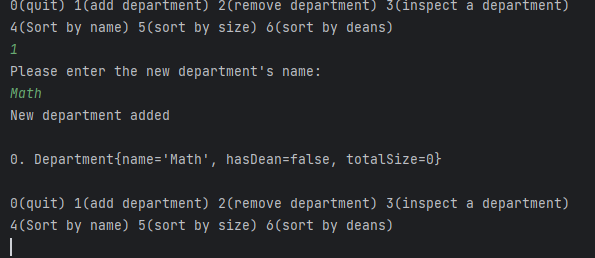 0(quit) 1(add department) 2(remove department) 3(inspect a department)
4(Sort by name) 5(sort by size) 6(sort by deans)
1
Please enter the new department's name:
Math
New department added
0. Department{name='Math', hasDean=false, totalSize=0}
0(quit) 1(add department) 2(remove department) 3(inspect a department)
4(Sort by name) 5(sort by size) 6(sort by deans)